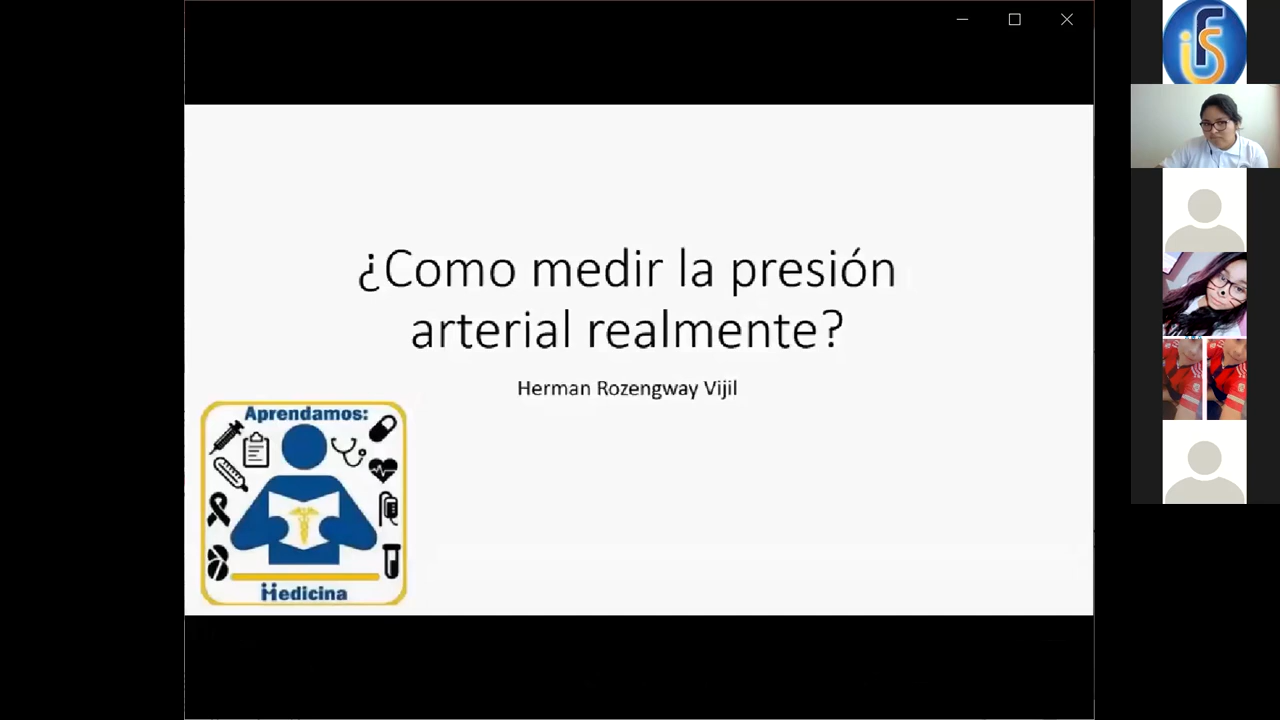 ¿Como medir la presión
arterial realmente?
Herman Rozengway Vijil
Aprendamos:
Medicina